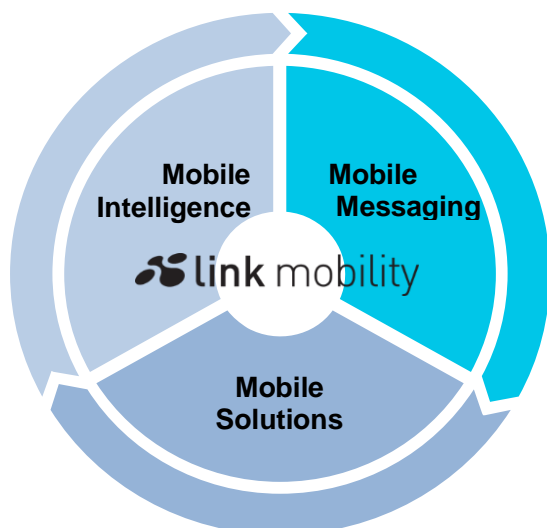 Mobile
Intelligence
Mobile
Messaging
link mobility
Mobile
Solutions